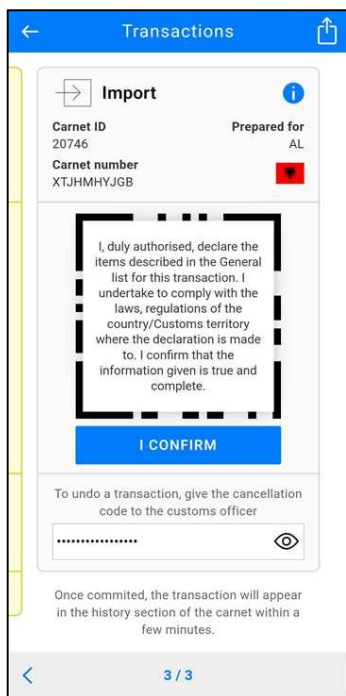 Transactions
Import
Carnet ID
Prepared for
20746
AL
Carnet number
XTJHMHYJGB
I, duly authorised, declare the
items described in the General
list for this transaction. I
undertake to comply with the
laws, regulations of the
country/Customs territory
where the declaration is made
to. I confirm that the
information given is true and
complete.
I CONFIRM
To undo a transaction, give the cancellation
code to the customs officer
•••••••••••••••••
Once commited, the transaction will appear
in the history section of the carnet within a
few minutes.
3 / 3